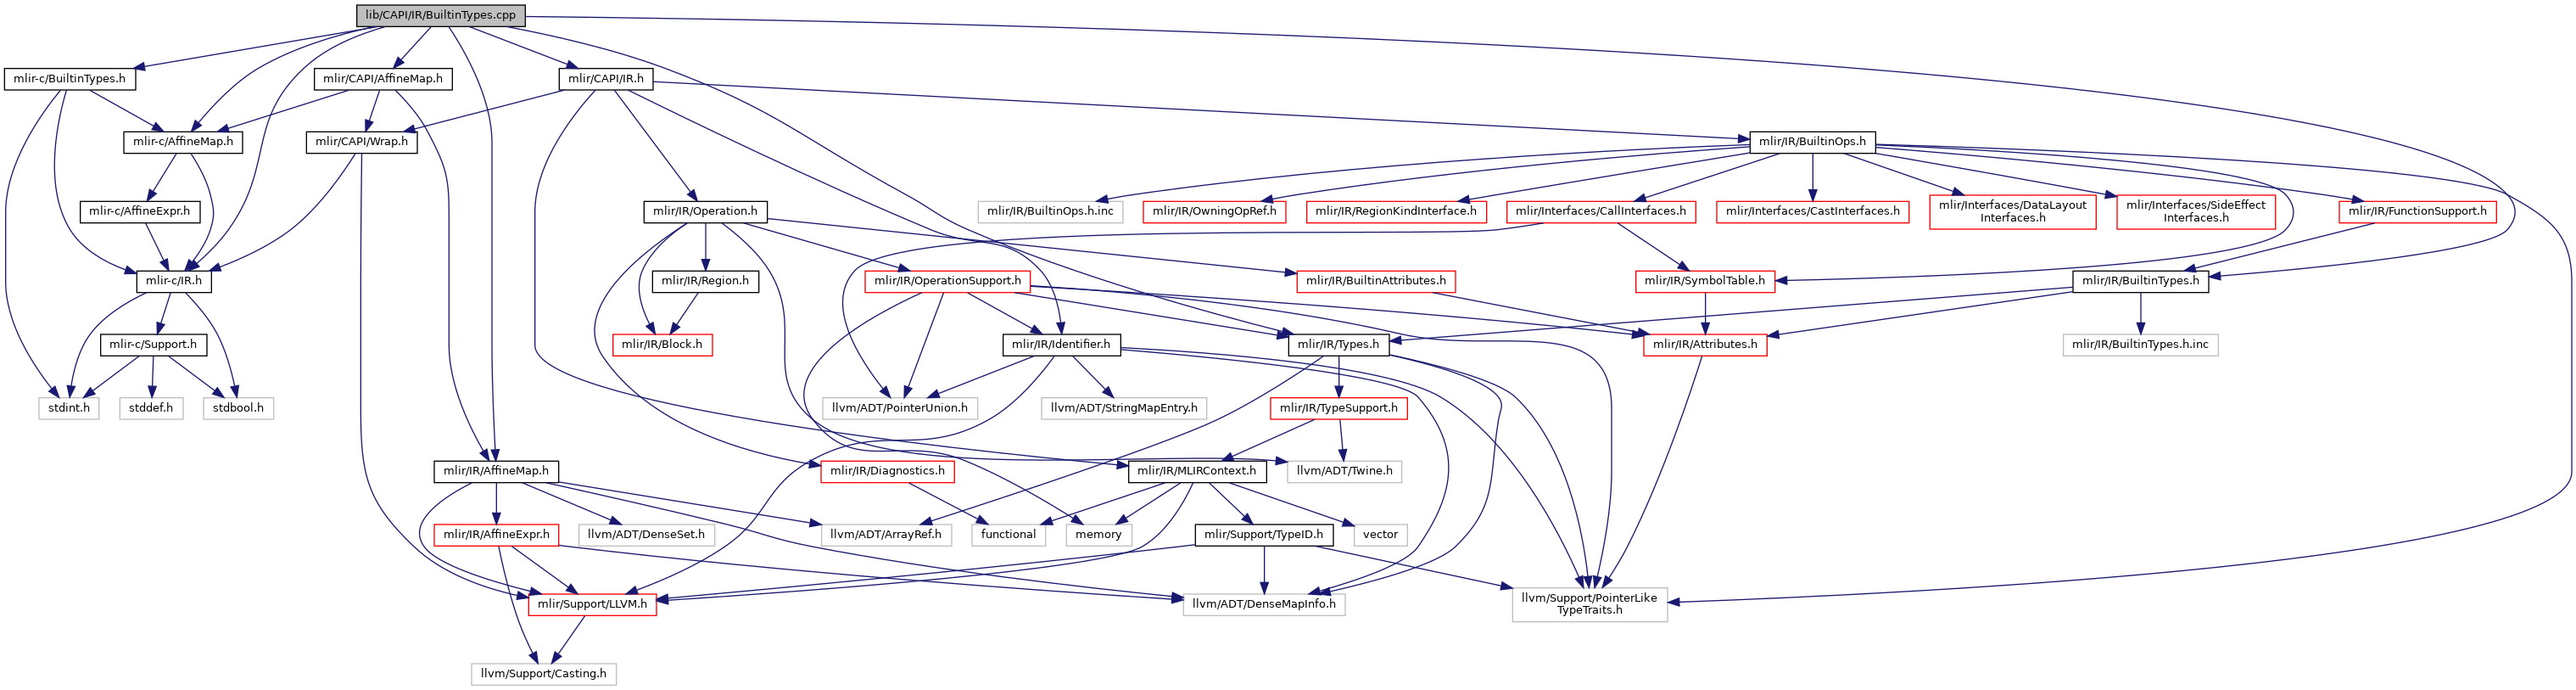 lib/CAPI/IR/BuiltinTypes.cpp
mlir-c/BuiltinTypes.h
mlir/CAPI/AffineMap.h
mlir/CAPI/IR.h
mlir-c/AffineMap.h
mlir/CAPI/Wrap.h
mlir/IR/BuiltinOps.h
mlir-c/AffineExpr.h
mlir/IR/Operation.h
mlir/IR/BuiltinOps.h.inc
mlir/IR/OwningOpRef.h
mlir/IR/RegionKindInterface.h
mlir/Interfaces/CallInterfaces.h
mlir/Interfaces/CastInterfaces.h
mlir/Interfaces/DataLayout
Interfaces.h
mlir/Interfaces/SideEffect
Interfaces.h
mlir/IR/FunctionSupport.h
mlir-c/IR.h
mlir/IR/Region.h
mlir/IR/OperationSupport.h
mlir/IR/BuiltinAttributes.h
mlir/IR/SymbolTable.h
mlir/IR/BuiltinTypes.h
mlir-c/Support.h
mlir/IR/Block.h
mlir/IR/Identifier.h
mlir/IR/Types.h
mlir/IR/Attributes.h
mlir/IR/BuiltinTypes.h.inc
stdint.h
stddef.h
stdbool.h
llvm/ADT/PointerUnion.h
llvm/ADT/StringMapEntry.h
mlir/IR/TypeSupport.h
mlir/IR/AffineMap.h
mlir/IR/Diagnostics.h
mlir/IR/MLIRContext.h
llvm/ADT/Twine.h
mlir/IR/AffineExpr.h
llvm/ADT/DenseSet.h
llvm/ADT/ArrayRef.h
functional
memory
mlir/Support/TypeID.h
vector
mlir/Support/LLVM.h
llvm/ADT/DenseMapInfo.h
llvm/Support/PointerLike
TypeTraits.h
llvm/Support/Casting.h